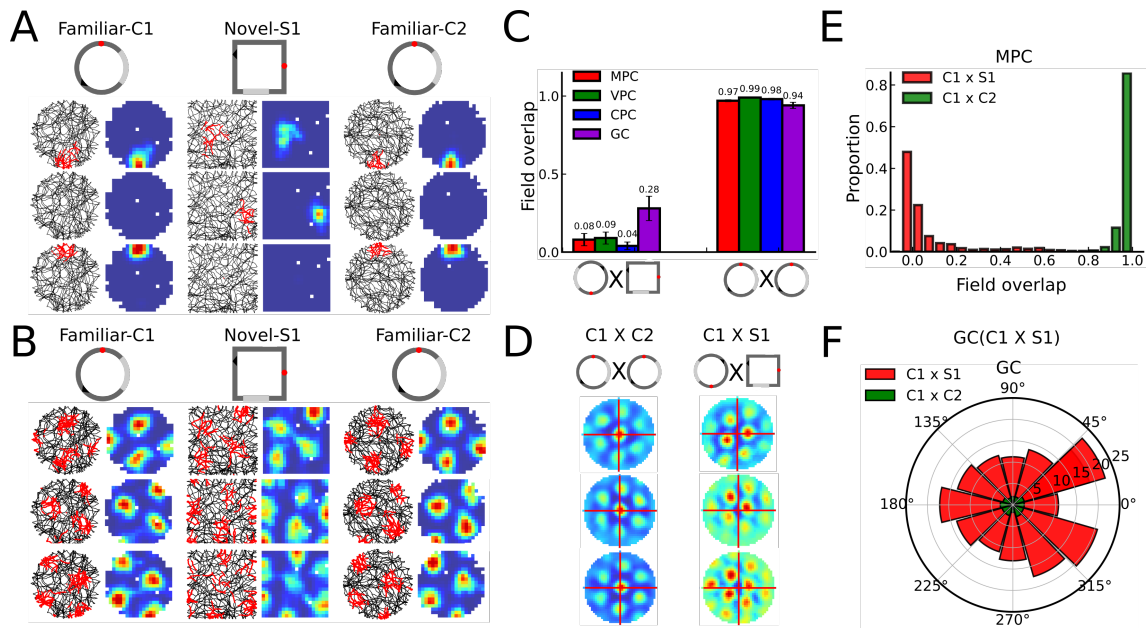 A
Familiar-C1
Novel-S1
Familiar-C2
B
Familiar-C1
Novel-S1
Familiar-C2
C
MPC
VPC
CPC
GC
Field overlap
1.0
0.5
0.0
0.08
0.09
0.04
0.28
0.97
0.99
0.98
0.94
X
X
D
C1 X C2
C1 X S1
X
X
E
MPC
C1 x S1
C1 x C2
Proportion
0.8
0.6
0.4
0.2
0.0
0.0 0.2 0.4 0.6 0.8 1.0
Field overlap
F
GC(C1 X S1)
GC
C1 x S1
C1 x C2
90°
135°
45°
180°
0°
225°
315°
270°
5 10 15 20 25